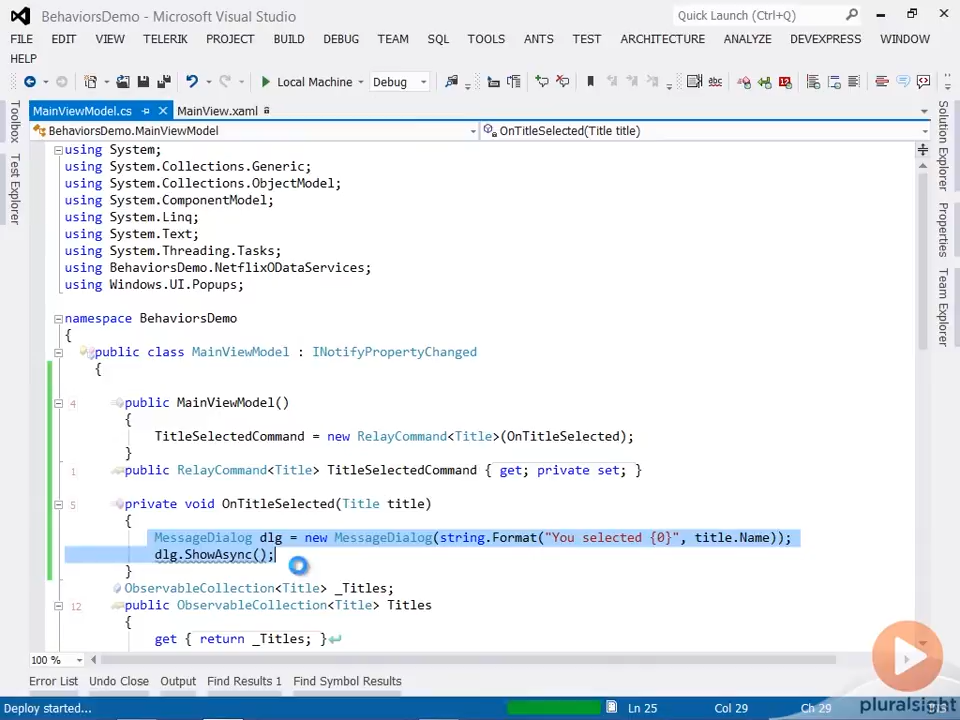 BehaviorsDemo - Microsoft Visual Studio
Quick Launch (Ctrl+Q)
FILE EDIT VIEW TELERIK PROJECT BUILD DEBUG TEAM SQL TOOLS ANTS TEST ARCHITECTURE ANALYZE DEVEXPRESS WINDOW
HELP
Local Machine Debug
MainViewModel.cs MainView.xaml
BehaviorsDemo.MainViewModel OnTitleSelected(Title title)
Toolbox
Test Explorer
using System;
using System.Collections.Generic;
using System.Collections.ObjectModel;
using System.ComponentModel;
using System.Linq;
using System.Text;
using System.Threading.Tasks;
using BehaviorsDemo.NetflixODataServices;
using Windows.UI.Popups;
namespace BehaviorsDemo
{
public class MainViewModel : INotifyPropertyChanged
{
4 public MainViewModel()
{
TitleSelectedCommand = new RelayCommand<Title>(OnTitleSelected);
}
1 public RelayCommand<Title> TitleSelectedCommand { get; private set; }
5 private void OnTitleSelected(Title title)
{
MessageDialog dlg = new MessageDialog(string.Format("You selected {0}", title.Name));
dlg.ShowAsync();
}
ObservableCollection<Title> _Titles;
12 public ObservableCollection<Title> Titles
{
get { return _Titles; }
Solution Explorer
Properties
Team Explorer
100 %
Error List Undo Close Output Find Results 1 Find Symbol Results
Deploy started... Ln 25 Col 29 Ch 29
pluralsight